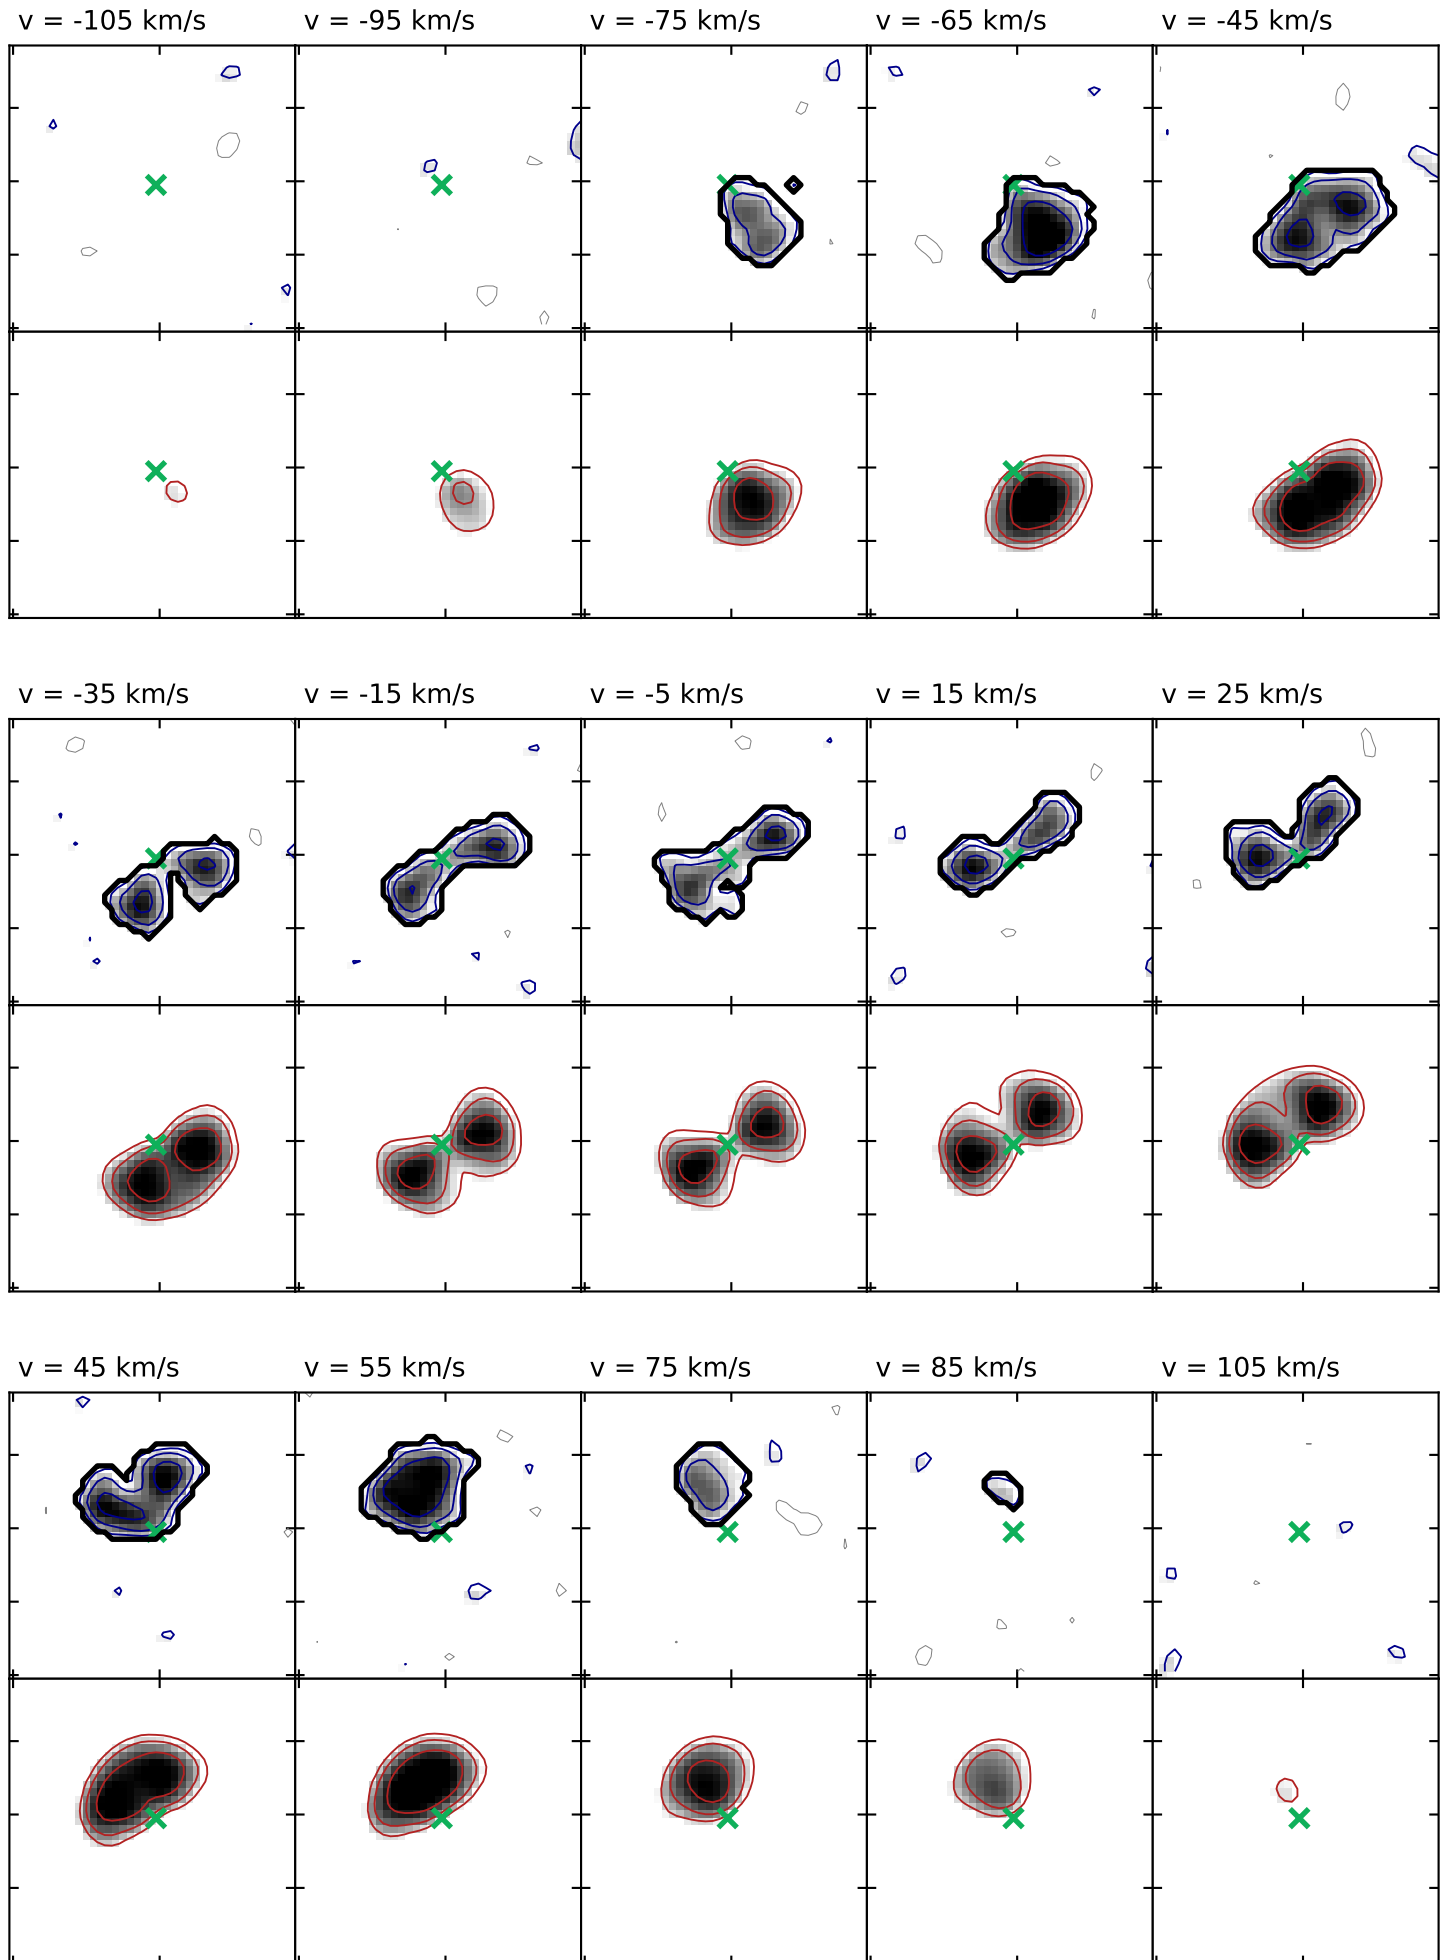 v = -105 km/s v = -95 km/s v = -75 km/s v = -65 km/s v = -45 km/s
v = -35 km/s v = -15 km/s v = -5 km/s v = 15 km/s v = 25 km/s
v = 45 km/s v = 55 km/s v = 75 km/s v = 85 km/s v = 105 km/s